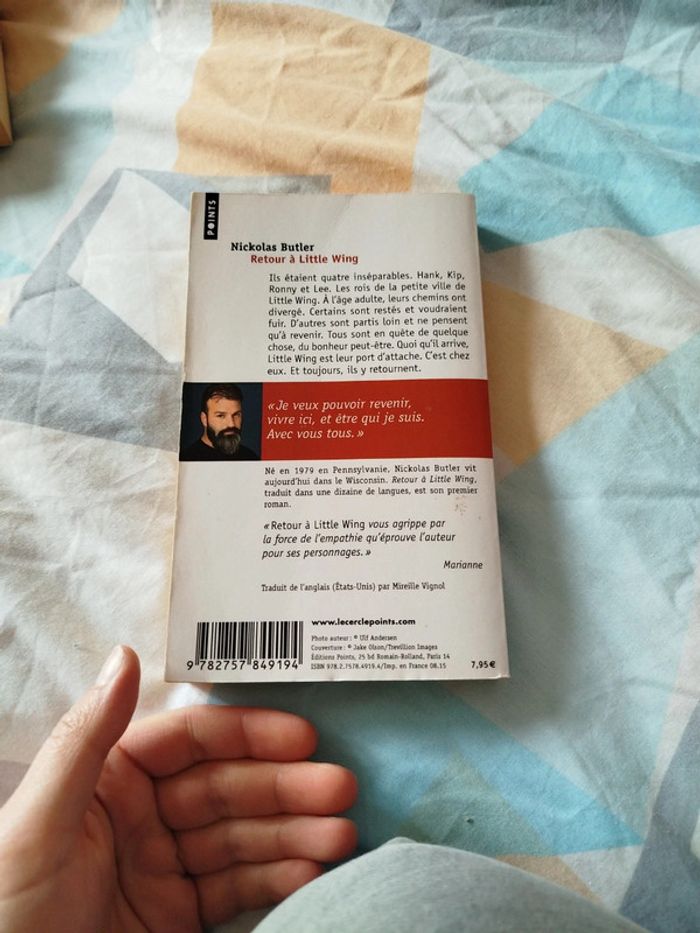 POINTS
Nickolas Butler
Retour à Little Wing
Ils étaient quatre inséparables. Hank, Kip,
Ronny et Lee. Les rois de la petite ville de
Little Wing. À l'âge adulte, leurs chemins ont
divergé. Certains sont restés et voudraient
fuir. D'autres sont partis loin et ne pensent
qu'à revenir. Tous sont en quête de quelque
chose, du bonheur peut-être. Quoi qu'il arrive,
Little Wing est leur port d'attache. C'est chez
eux. Et toujours, ils y retournent.
« Je veux pouvoir revenir,
vivre ici, et être qui je suis.
Avec vous tous. »
Né en 1979 en Pennsylvanie, Nickolas Butler vit
aujourd'hui dans le Wisconsin. Retour à Little Wing,
traduit dans une dizaine de langues, est son premier
roman.
« Retour à Little Wing vous agrippe par
la force de l'empathie qu'éprouve l'auteur
pour ses personnages. »
Marianne
Traduit de l'anglais (États-Unis) par Mireille Vignol
www.lecerclepoints.com
Photo auteur : © Ulf Andersen
Couverture : © Jake Olson/Trevillion Images
Éditions Points, 25 bd Romain-Rolland, Paris 14
ISBN 978.2.7578.4919.4/Imp. en France 08.15
7,95 €
9 782757 849194